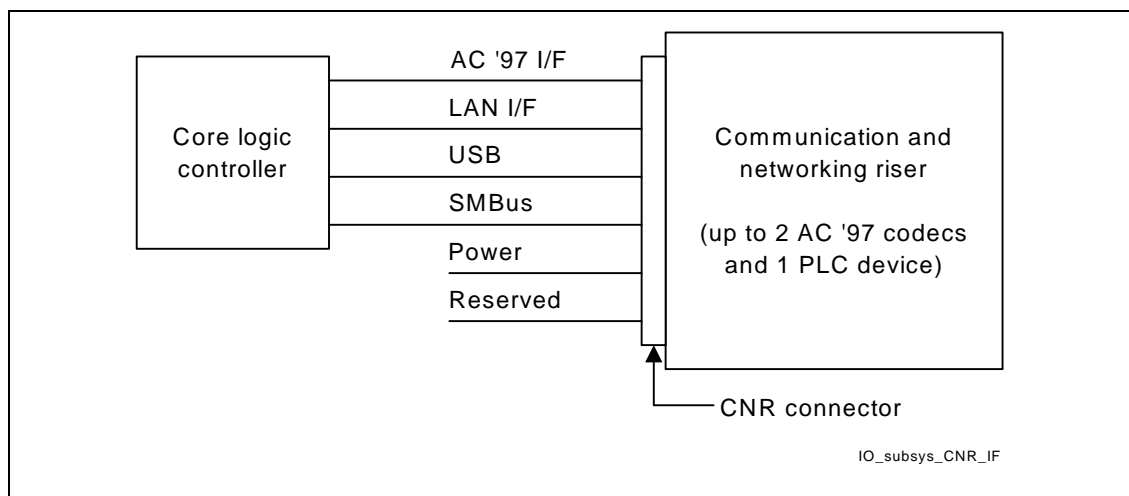 AC '97 I/F
LAN I/F
USB
SMBus
Power
Reserved
Core logic
controller
Communication and
networking riser
(up to 2 AC '97 codecs
and 1 PLC device)
CNR connector
IO_subsys_CNR_IF